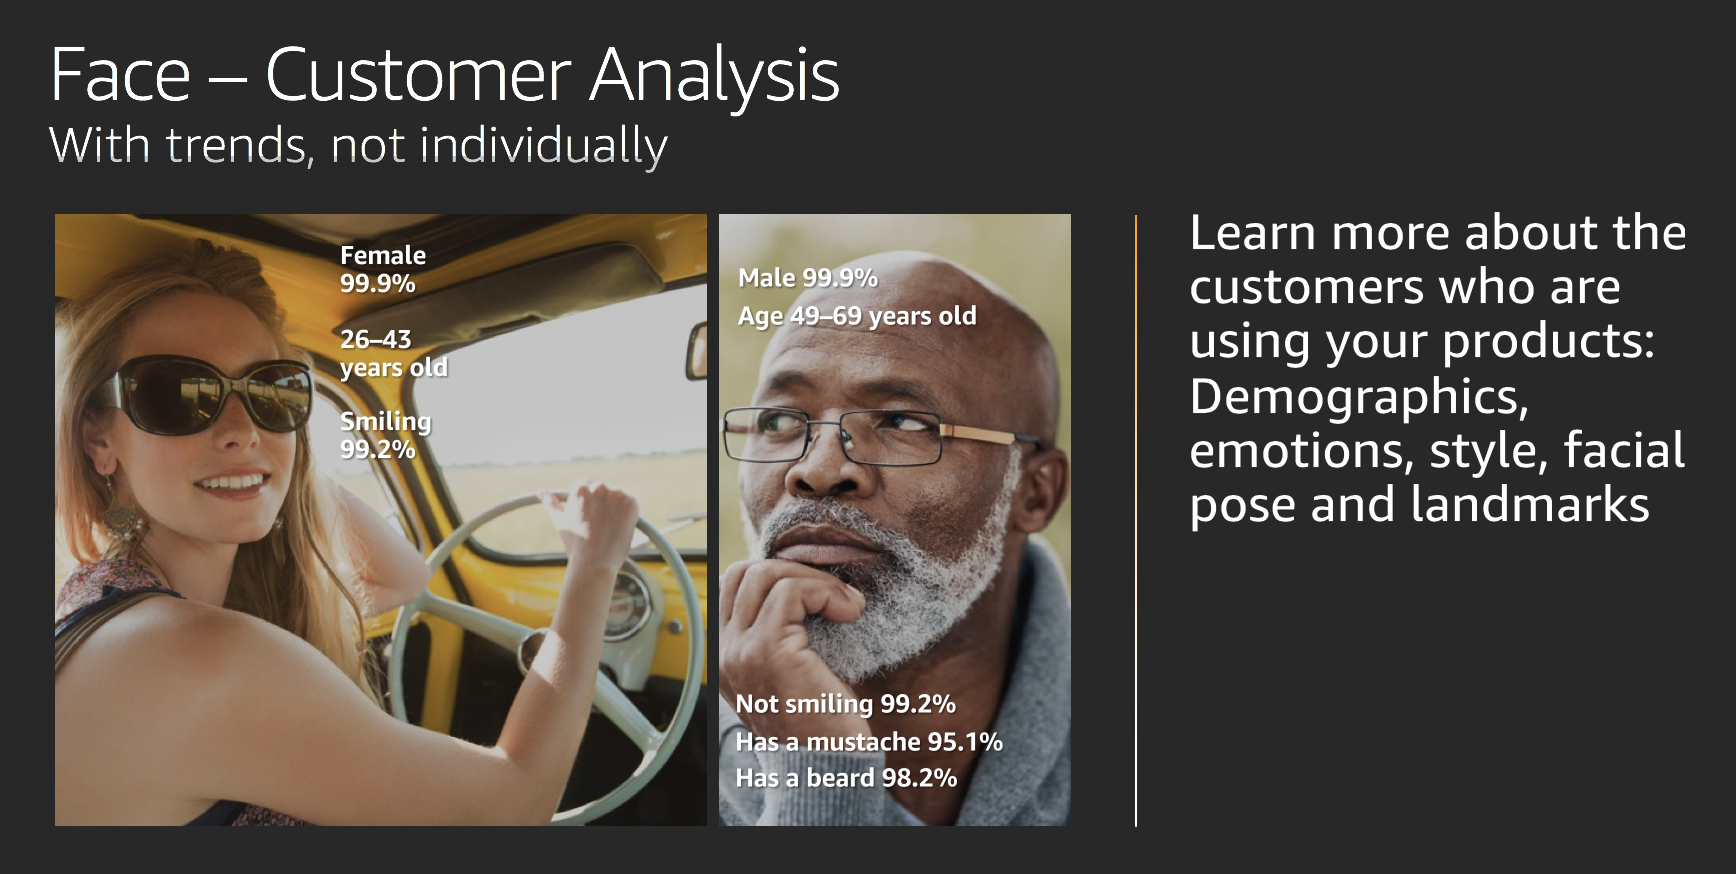 Face – Customer Analysis
With trends, not individually
Female
99.9%
26–43
years old
Smiling
99.2%
Male 99.9%
Age 49–69 years old
Not smiling 99.2%
Has a mustache 95.1%
Has a beard 98.2%
Learn more about the
customers who are
using your products:
Demographics,
emotions, style, facial
pose and landmarks